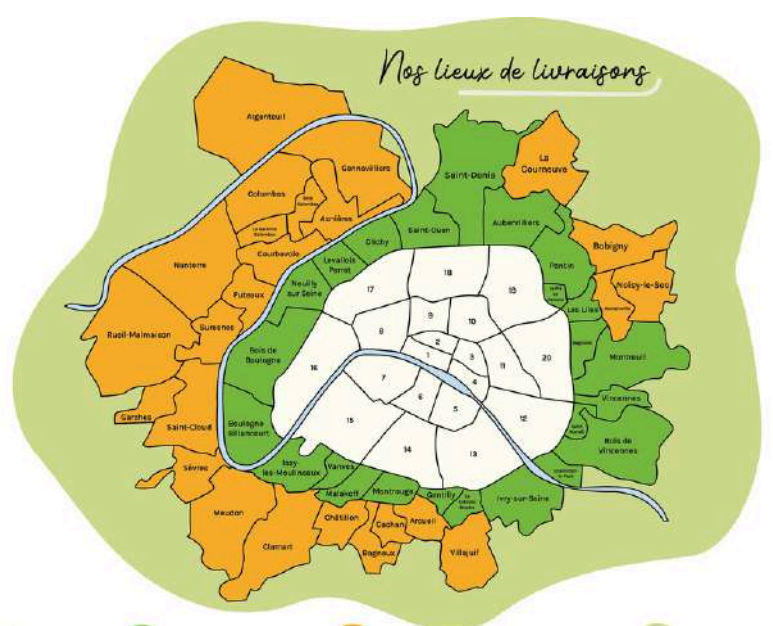 Nos lieux de livraisons
Argenteuil
Gennevilliers
Colombes
Bois
Colombes
Asnières
La Garenne
Colombes
Courbevoie
Nanterre
Puteaux
Suresnes
Rueil-Malmaison
Garches
Saint-Cloud
Sèvres
Meudon
Clamart
Châtillon
Bagneux
Cachan
Arcueil
Villejuif
La
Courneuve
Bobigny
Noisy-le-Sec
Saint-Denis
Aubervilliers
Saint-Ouen
Clichy
Levallois
Perret
Neuilly
sur Seine
Bois de
Boulogne
Boulogne
Billancourt
Issy
les-Moulineaux
Vanves
Malakoff
Montrouge
Gentilly
Ivry-sur-Seine
Pantin
Les Lilas
Montreuil
Vincennes
Bois de
Vincennes
17
18
19
8
9
10
2
1
3
11
20
16
7
4
6
5
12
15
14
13